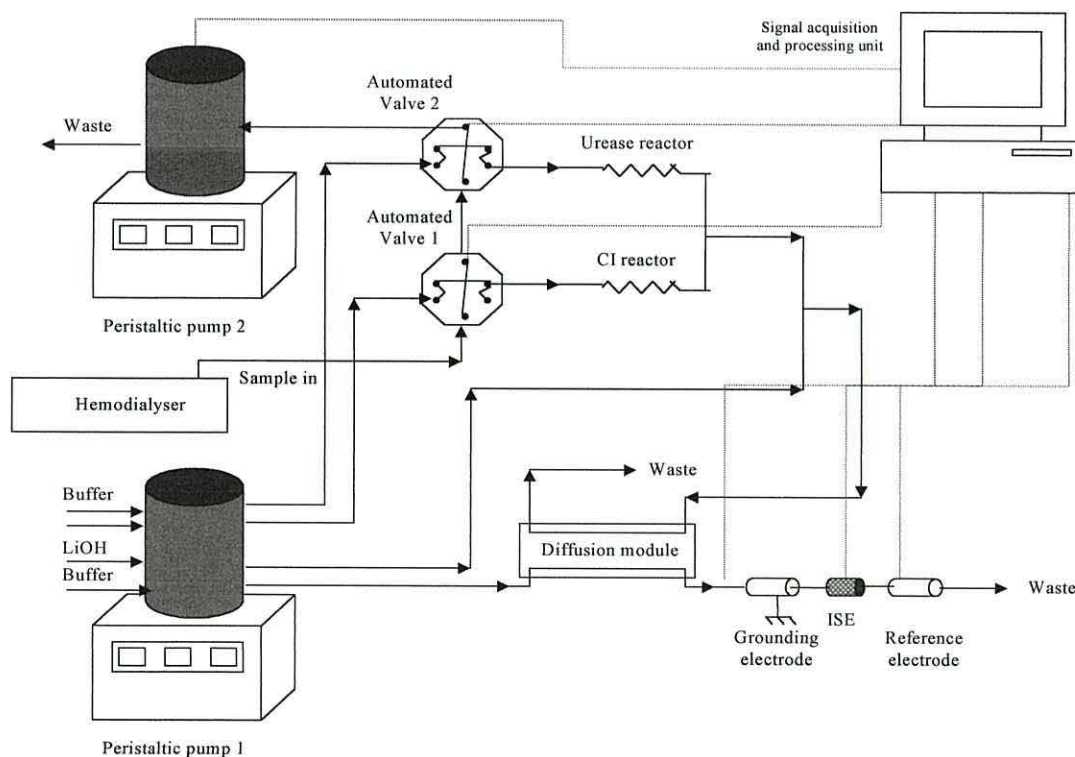 Signal acquisition
and processing unit
Automated
Valve 2
Waste
Urease reactor
Automated
Valve 1
CI reactor
Peristaltic pump 2
Sample in
Hemodialyser
Waste
Buffer
LiOH
Buffer
Diffusion module
Waste
ISE
Grounding
electrode
Reference
electrode
Peristaltic pump 1